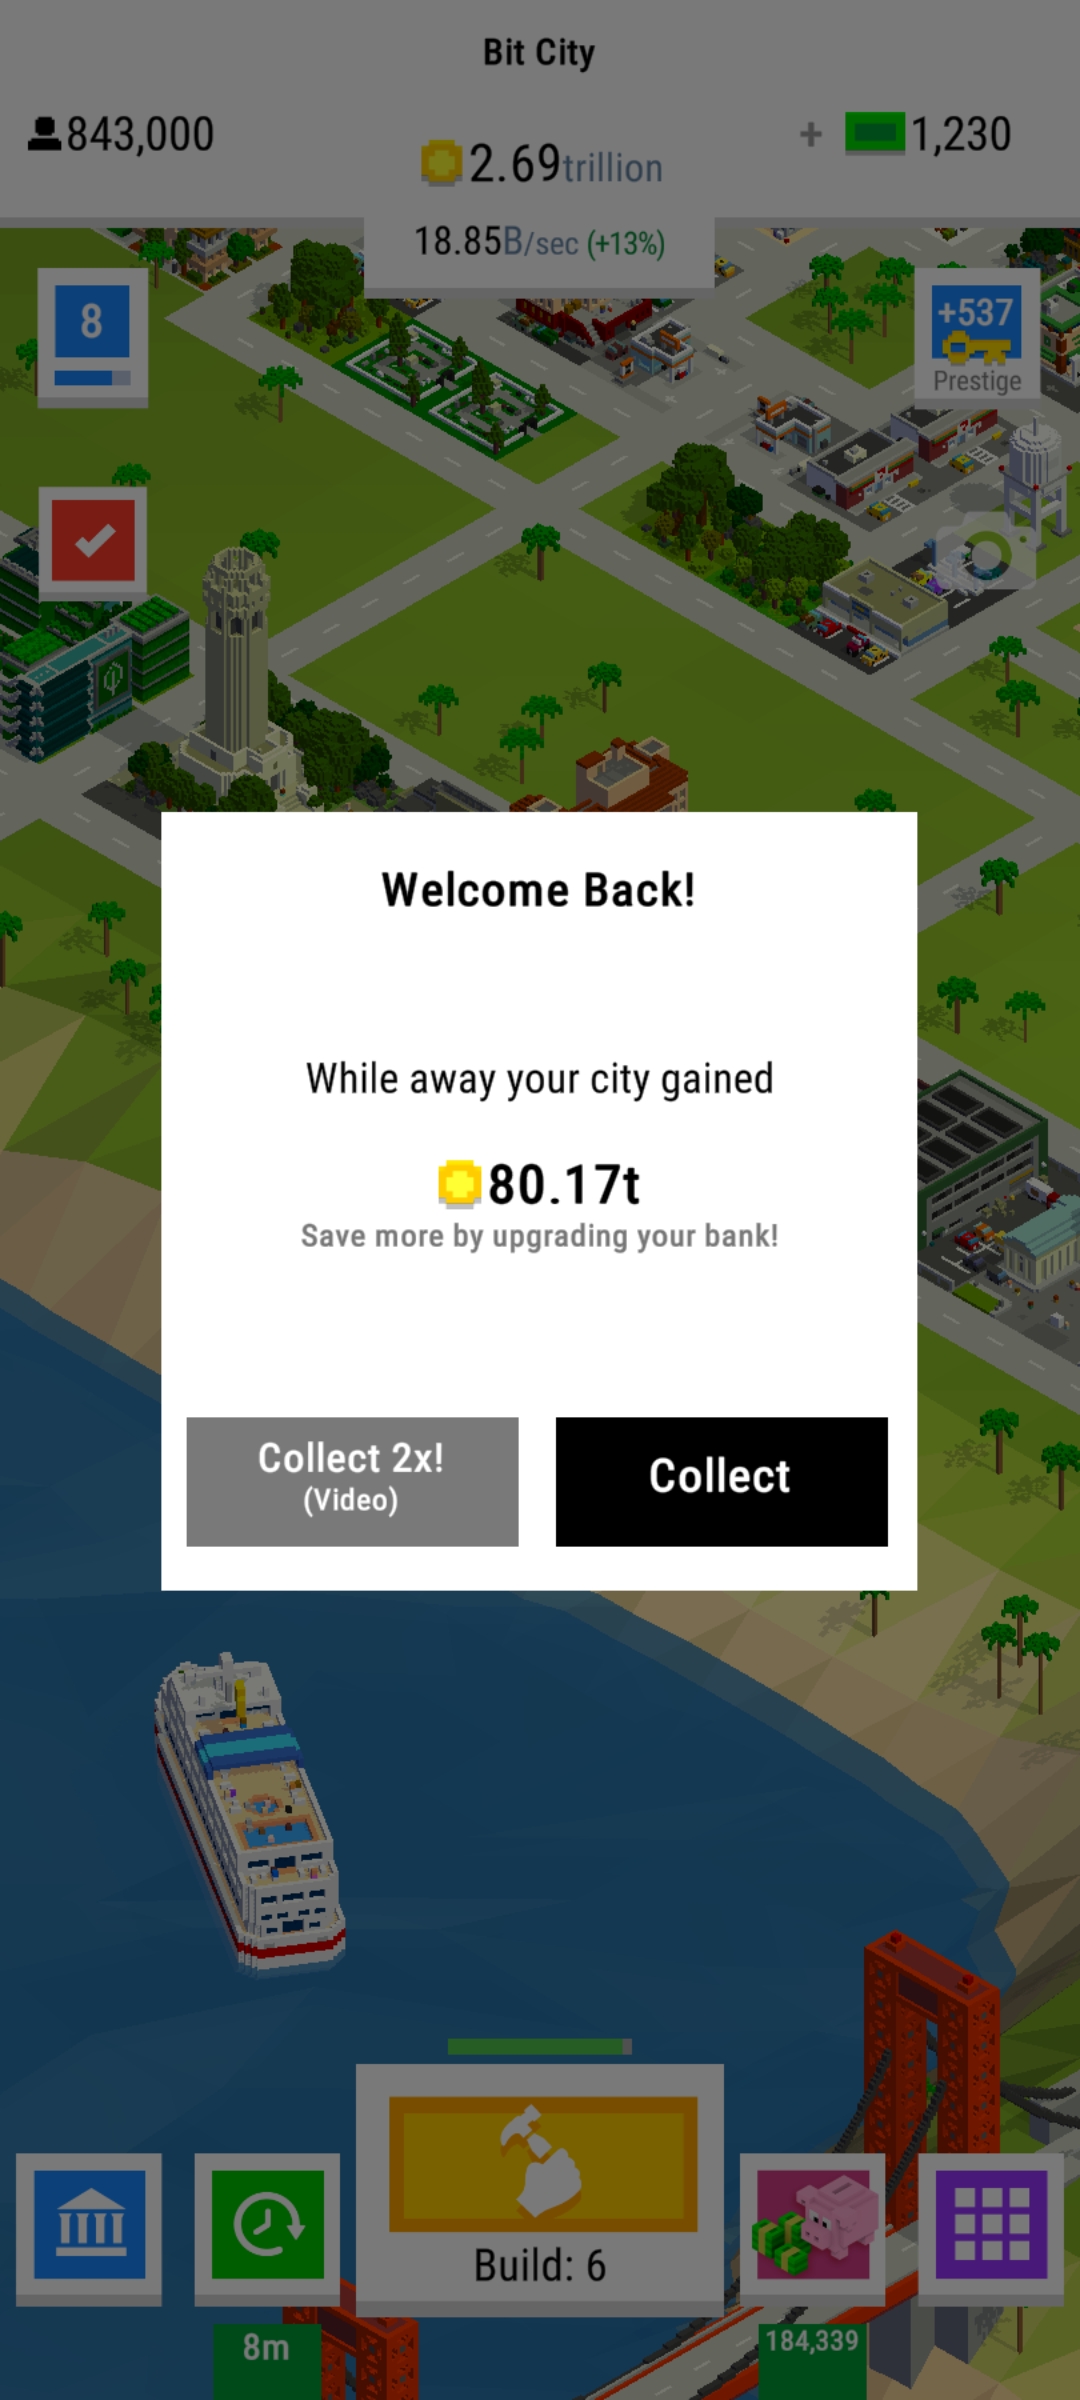 Bit City
843,000
2.69trillion
+ 1,230
18.85B/sec (+13%)
8
+537
Prestige
Welcome Back!
While away your city gained
80.17t
Save more by upgrading your bank!
Collect 2x!
(Video)
Collect
Build: 6
8m
184,339